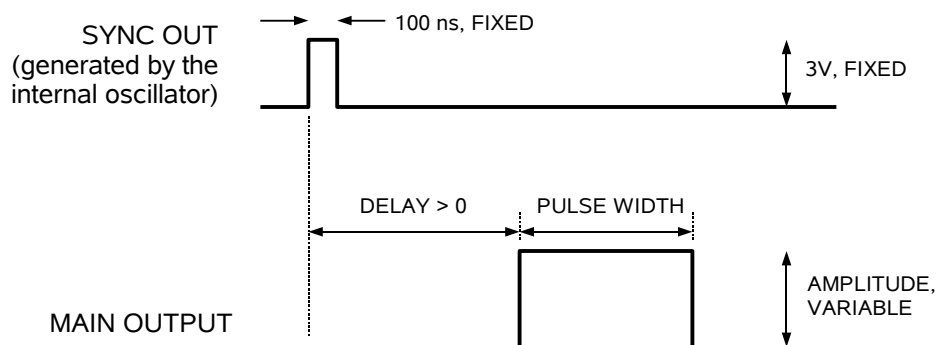 100 ns, FIXED
SYNC OUT
(generated by the
internal oscillator)
3V, FIXED
DELAY > 0
PULSE WIDTH
AMPLITUDE,
VARIABLE
MAIN OUTPUT